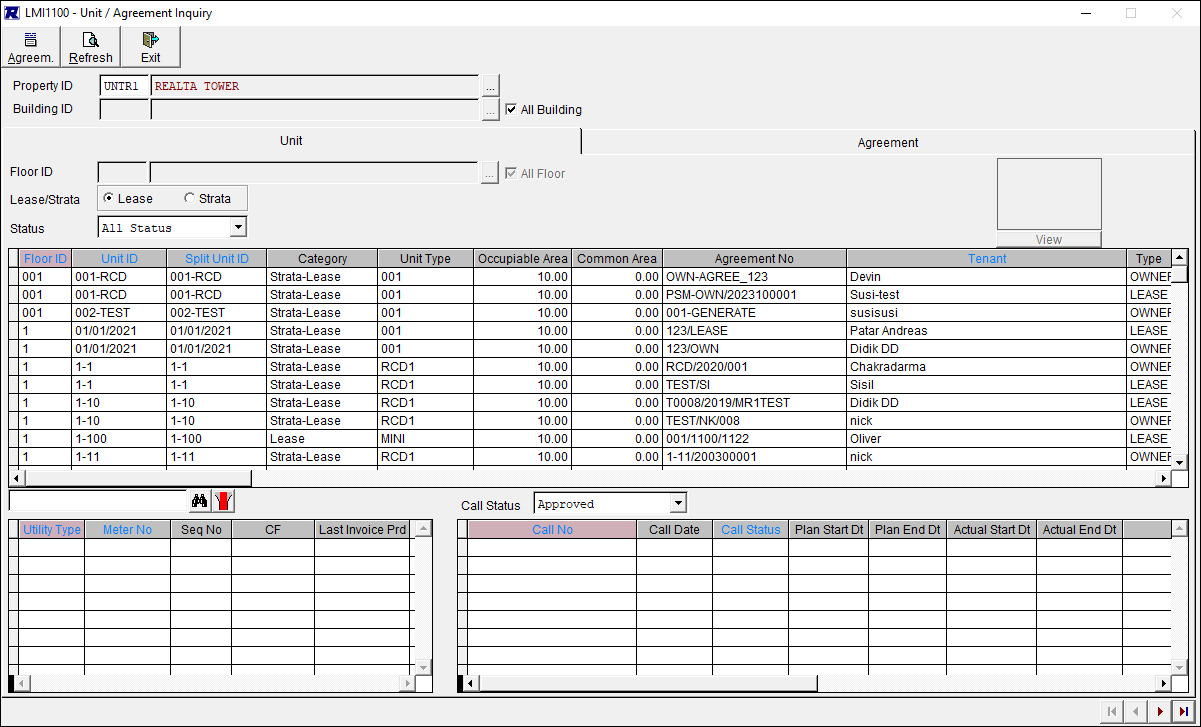 LMI1100 - Unit / Agreement Inquiry
Agreem. Refresh Exit
Property ID UNTR1 REALTA TOWER ...
Building ID ... All Building
Unit Agreement
Floor ID ... All Floor
Lease/Strata Lease Strata
Status All Status
View
Floor ID Unit ID Split Unit ID Category Unit Type Occupiable Area Common Area Agreement No Tenant Type
001 001-RCD 001-RCD Strata-Lease 001 10.00 0.00 OWN-AGREE_123 Devin OWNER
001 001-RCD 001-RCD Strata-Lease 001 10.00 0.00 PSM-OWN/2023100001 Susi-test LEASE
001 002-TEST 002-TEST Strata-Lease 001 10.00 0.00 001-GENERATE susisusi OWNER
1 01/01/2021 01/01/2021 Strata-Lease 001 10.00 0.00 123/LEASE Patar Andreas LEASE
1 01/01/2021 01/01/2021 Strata-Lease 001 10.00 0.00 123/OWN Didik DD OWNER
1 1-1 1-1 Strata-Lease RCD1 10.00 0.00 RCD/2020/001 Chakradarma OWNER
1 1-1 1-1 Strata-Lease RCD1 10.00 0.00 TEST/SI Sisil LEASE
1 1-10 1-10 Strata-Lease RCD1 10.00 0.00 T0008/2019/MR1TEST Didik DD LEASE
1 1-10 1-10 Strata-Lease RCD1 10.00 0.00 TEST/NK/008 nick OWNER
1 1-100 1-100 Lease MINI 10.00 0.00 001/1100/1122 Oliver LEASE
1 1-11 1-11 Strata-Lease RCD1 10.00 0.00 1-11/200300001 nick OWNER
Call Status Approved
Utility Type Meter No Seq No CF Last Invoice Prd Call No Call Date Call Status Plan Start Dt Plan End Dt Actual Start Dt Actual End Dt